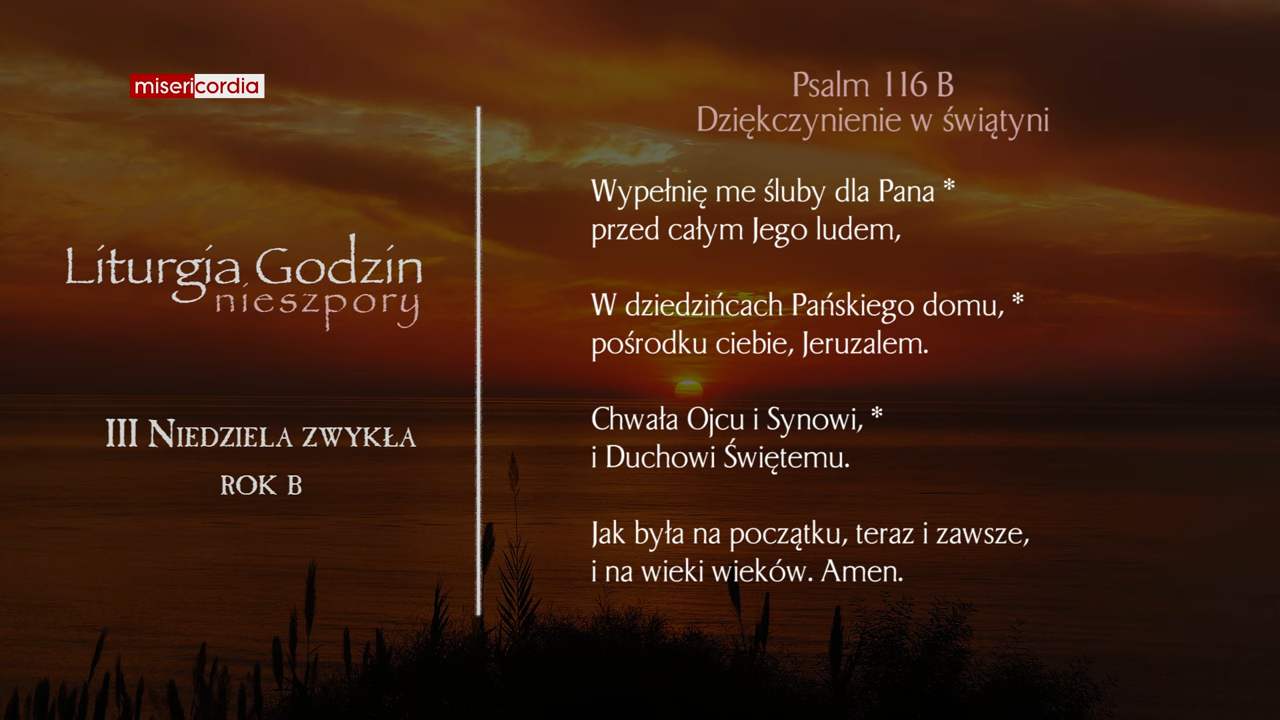 misericordia
Liturgia Godzin
nieszpory
III Niedziela zwykła
rok B
Psalm 116 B
Dziękczynienie w świątyni
Wypełnię me śluby dla Pana *
przed całym Jego ludem,
W dziedzińcach Pańskiego domu, *
pośrodku ciebie, Jeruzalem.
Chwała Ojcu i Synowi, *
i Duchowi Świętemu.
Jak była na początku, teraz i zawsze,
i na wieki wieków. Amen.